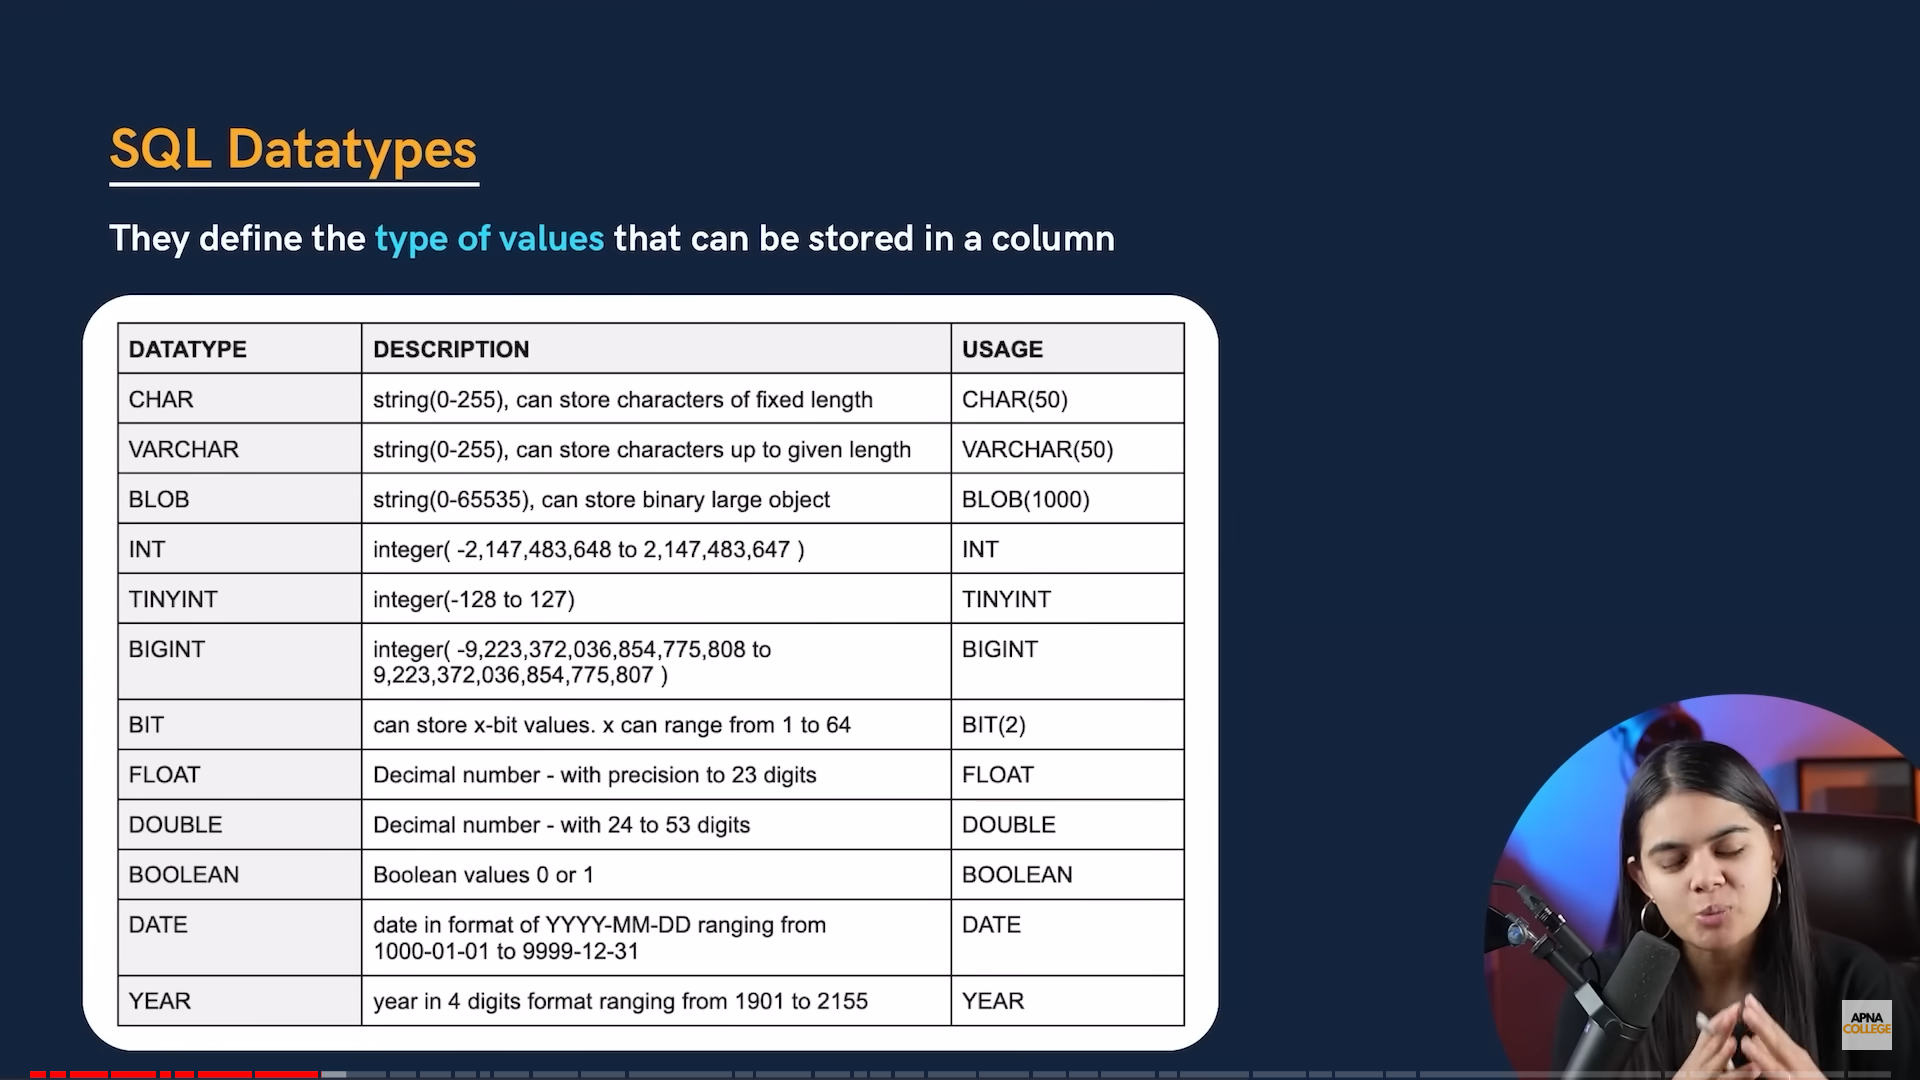 SQL Datatypes
They define the type of values that can be stored in a column
DATATYPE DESCRIPTION USAGE
CHAR string(0-255), can store characters of fixed length CHAR(50)
VARCHAR string(0-255), can store characters up to given length VARCHAR(50)
BLOB string(0-65535), can store binary large object BLOB(1000)
INT integer( -2,147,483,648 to 2,147,483,647 ) INT
TINYINT integer(-128 to 127) TINYINT
BIGINT integer( -9,223,372,036,854,775,808 to BIGINT
9,223,372,036,854,775,807 )
BIT can store x-bit values. x can range from 1 to 64 BIT(2)
FLOAT Decimal number - with precision to 23 digits FLOAT
DOUBLE Decimal number - with 24 to 53 digits DOUBLE
BOOLEAN Boolean values 0 or 1 BOOLEAN
DATE date in format of YYYY-MM-DD ranging from DATE
1000-01-01 to 9999-12-31
YEAR year in 4 digits format ranging from 1901 to 2155 YEAR
APNA
COLLEGE